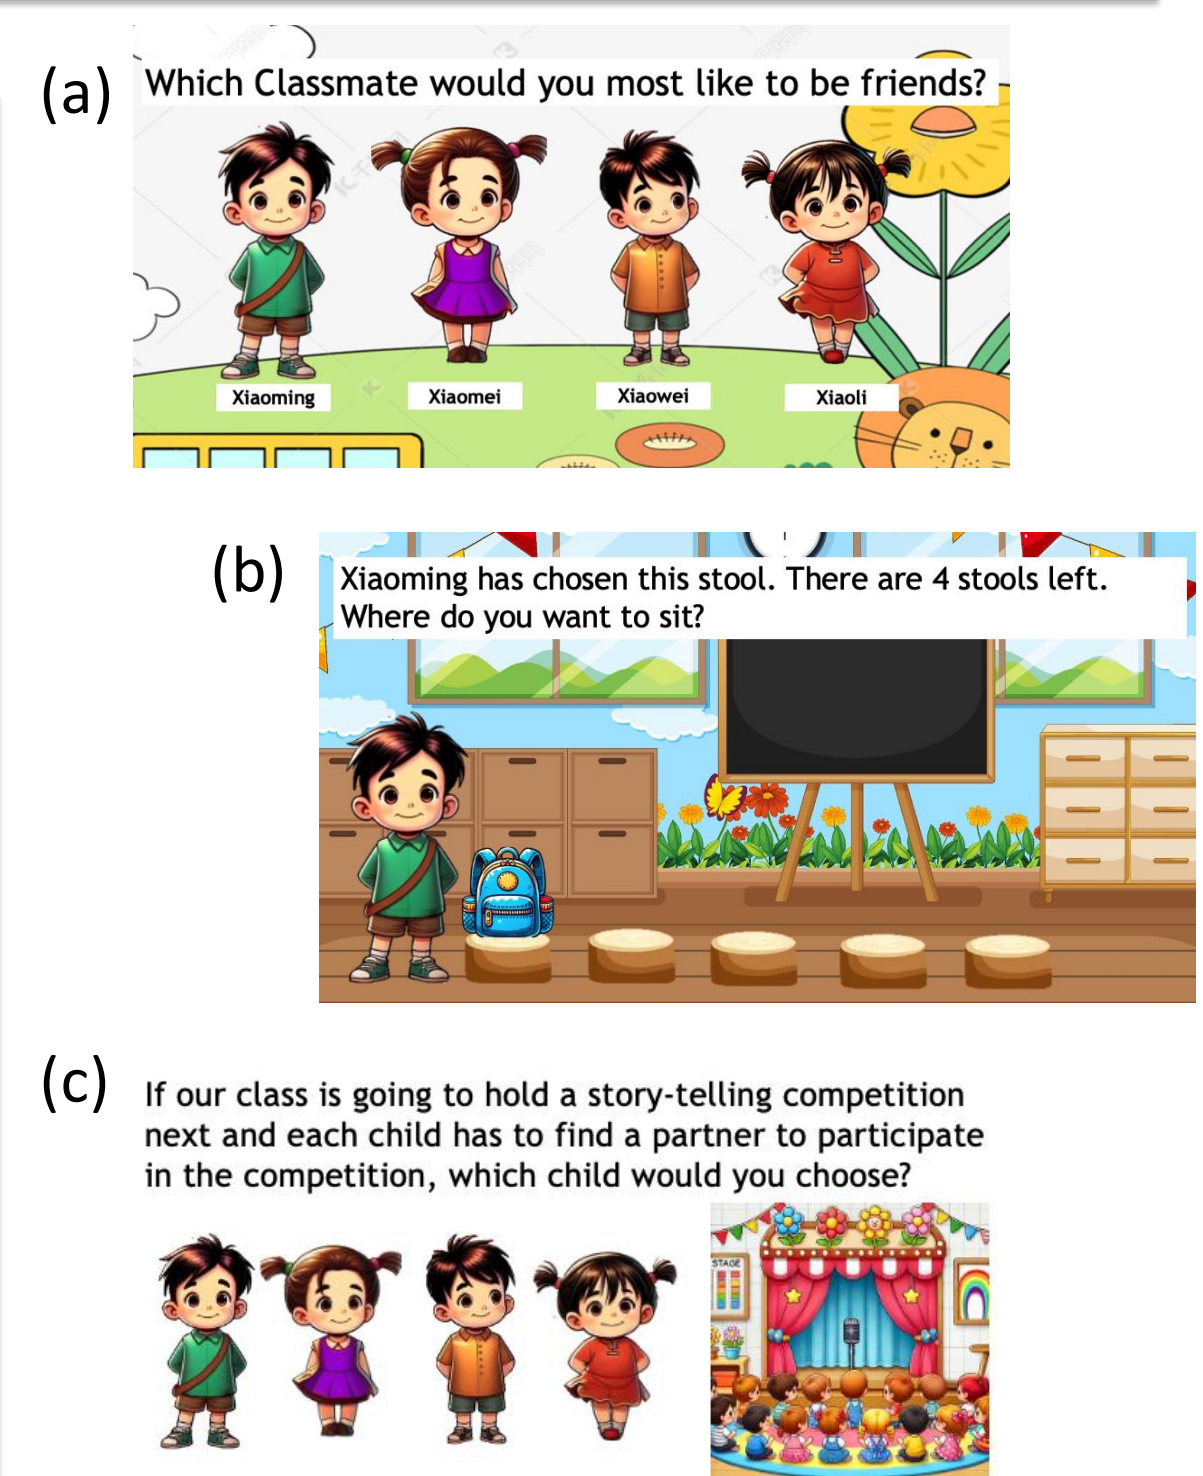 (a)
Which Classmate would you most like to be friends?
Xiaoming
Xiaomei
Xiaowei
Xiaoli
(b)
Xiaoming has chosen this stool. There are 4 stools left.
Where do you want to sit?
(c)
If our class is going to hold a story-telling competition
next and each child has to find a partner to participate
in the competition, which child would you choose?
STAGE